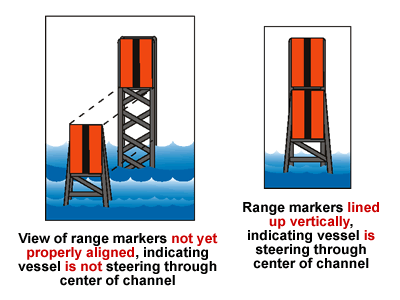 View of range markers not yet
properly aligned, indicating
vessel is not steering through
center of channel
Range markers lined
up vertically,
indicating vessel is
steering through
center of channel